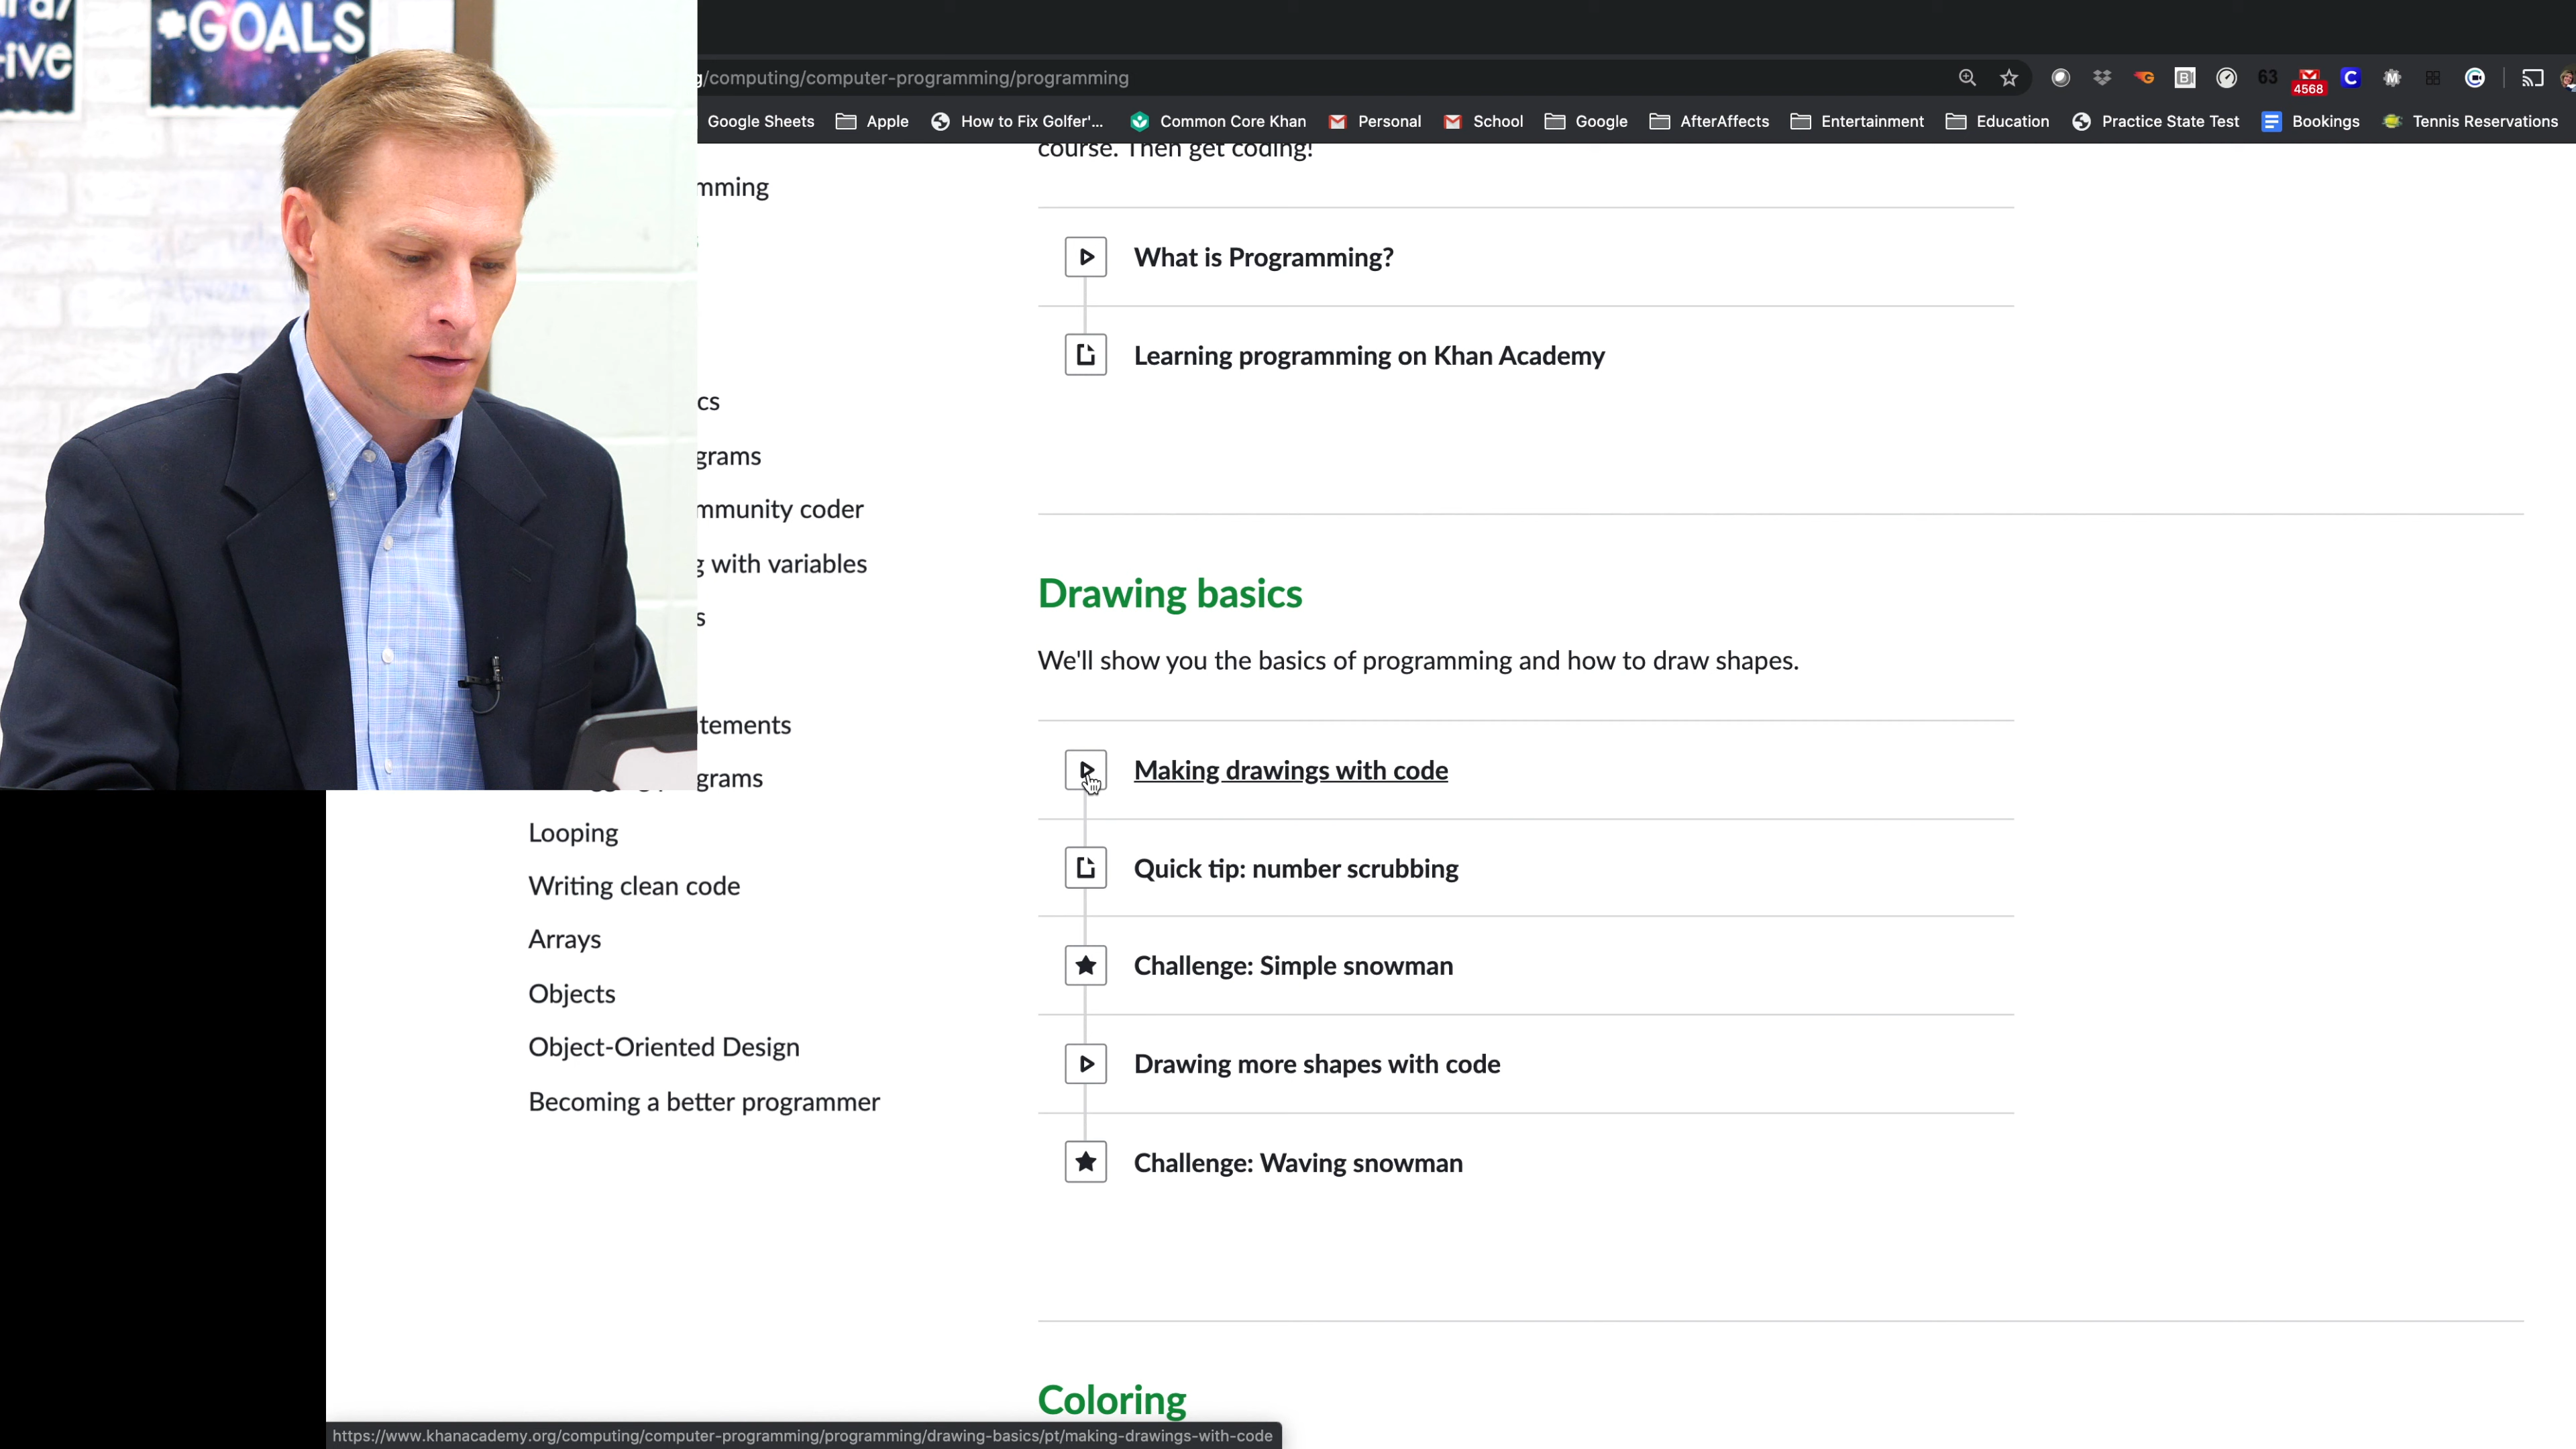 #GOALS
ive
/computing/computer-programming/programming
63
4568
Google Sheets Apple How to Fix Golfer'... Common Core Khan Personal School Google AfterAffects Entertainment Education Practice State Test Bookings Tennis Reservations
course. Then get coding!
mming
What is Programming?
Learning programming on Khan Academy
cs
grams
mmunity coder
g with variables
s
Drawing basics
We'll show you the basics of programming and how to draw shapes.
tements
grams
Making drawings with code
Looping
Quick tip: number scrubbing
Writing clean code
Arrays
Challenge: Simple snowman
Objects
Object-Oriented Design
Drawing more shapes with code
Becoming a better programmer
Challenge: Waving snowman
Coloring
https://www.khanacademy.org/computing/computer-programming/programming/drawing-basics/pt/making-drawings-with-code